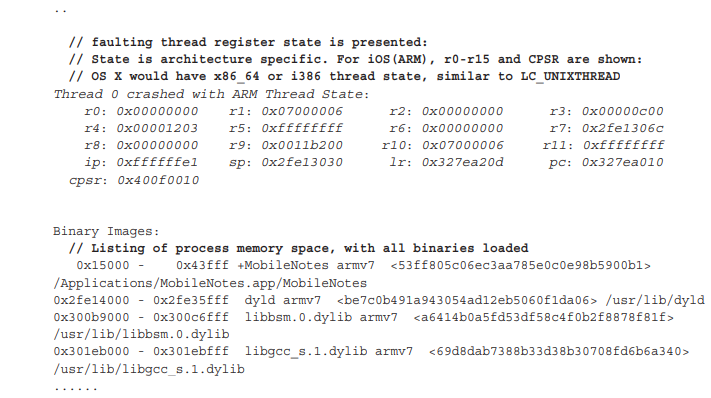 ..
// faulting thread register state is presented:
// State is architecture specific. For iOS(ARM), r0-r15 and CPSR are shown:
// OS X would have x86_64 or i386 thread state, similar to LC_UNIXTHREAD
Thread 0 crashed with ARM Thread State:
r0: 0x00000000 r1: 0x07000006 r2: 0x00000000 r3: 0x00000c00
r4: 0x00001203 r5: 0xffffffff r6: 0x00000000 r7: 0x2fe1306c
r8: 0x00000000 r9: 0x0011b200 r10: 0x07000006 r11: 0xffffffff
ip: 0xffffffe1 sp: 0x2fe13030 lr: 0x327ea20d pc: 0x327ea010
cpsr: 0x400f0010
Binary Images:
// Listing of process memory space, with all binaries loaded
0x15000 - 0x43fff +MobileNotes armv7 <53ff805c06ec3aa785e0c0e98b5900b1>
/Applications/MobileNotes.app/MobileNotes
0x2fe14000 - 0x2fe35fff dyld armv7 <be7c0b491a943054ad12eb5060f1da06> /usr/lib/dyld
0x300b9000 - 0x300c6fff libbsm.0.dylib armv7 <a6414b0a5fd53df58c4f0b2f8878f81f>
/usr/lib/libbsm.0.dylib
0x301eb000 - 0x301ebfff libgcc_s.1.dylib armv7 <69d8dab7388b33d38b30708fd6b6a340>
/usr/lib/libgcc_s.1.dylib
......